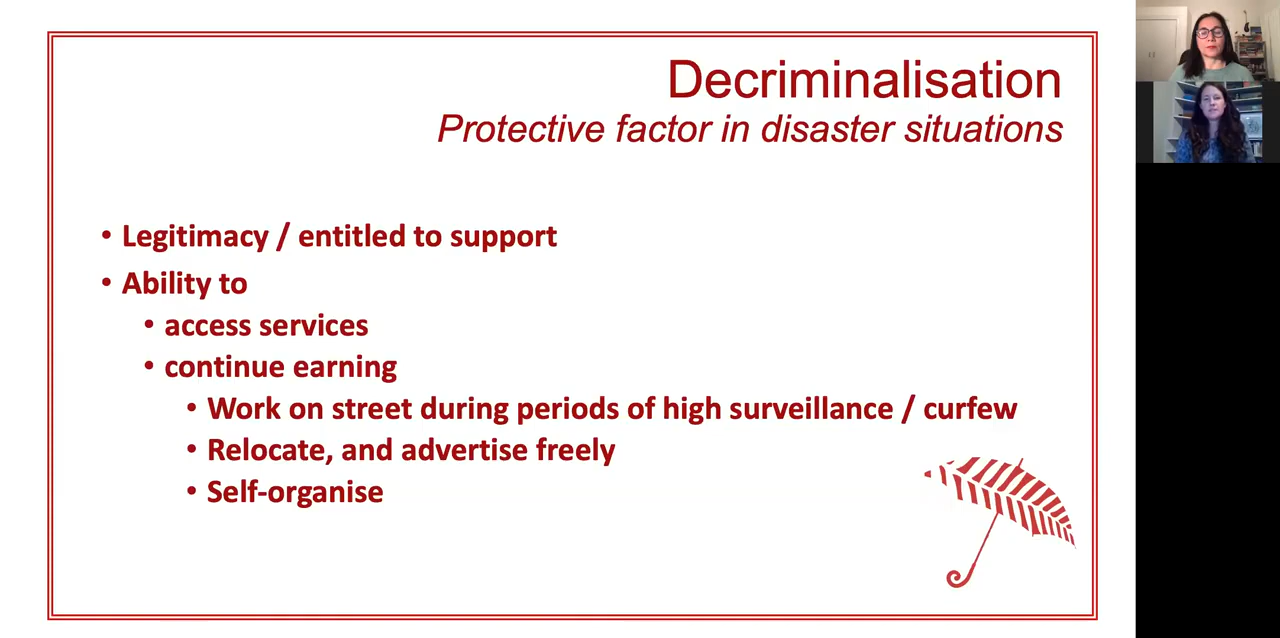 Decriminalisation
Protective factor in disaster situations
• Legitimacy / entitled to support
• Ability to
• access services
• continue earning
• Work on street during periods of high surveillance / curfew
• Relocate, and advertise freely
• Self-organise